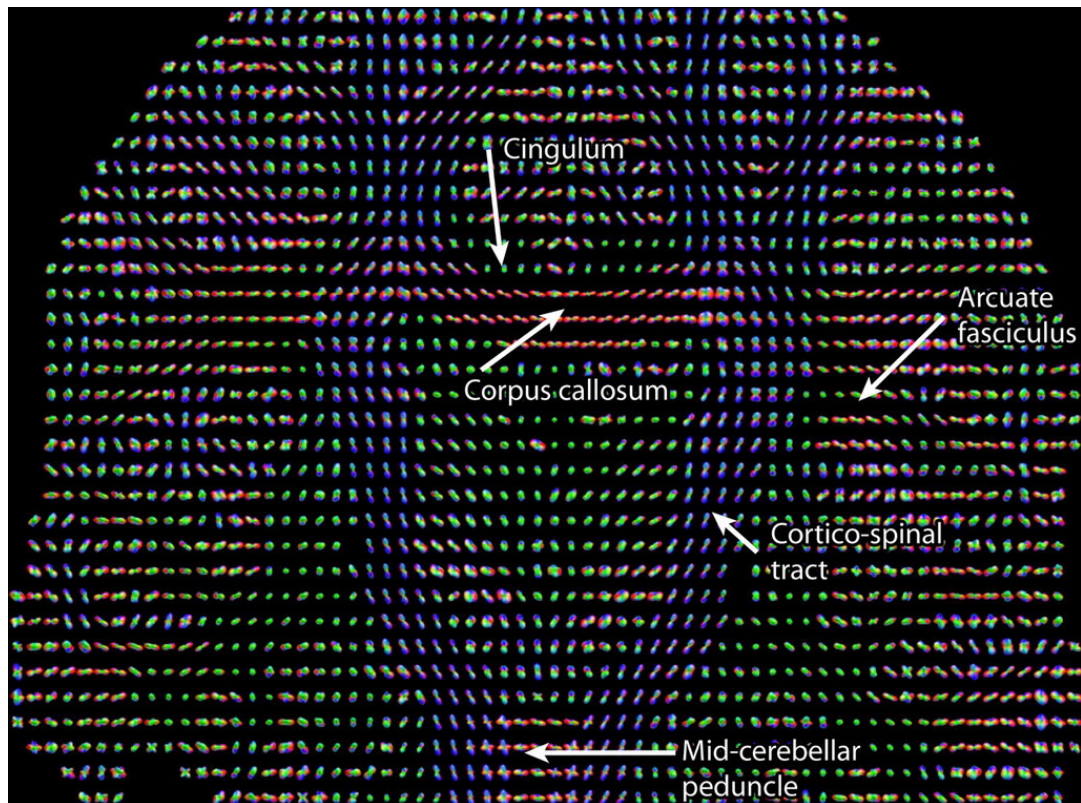 Cingulum
Arcuate
fasciculus
Corpus callosum
Cortico-spinal
tract
Mid-cerebellar
peduncle